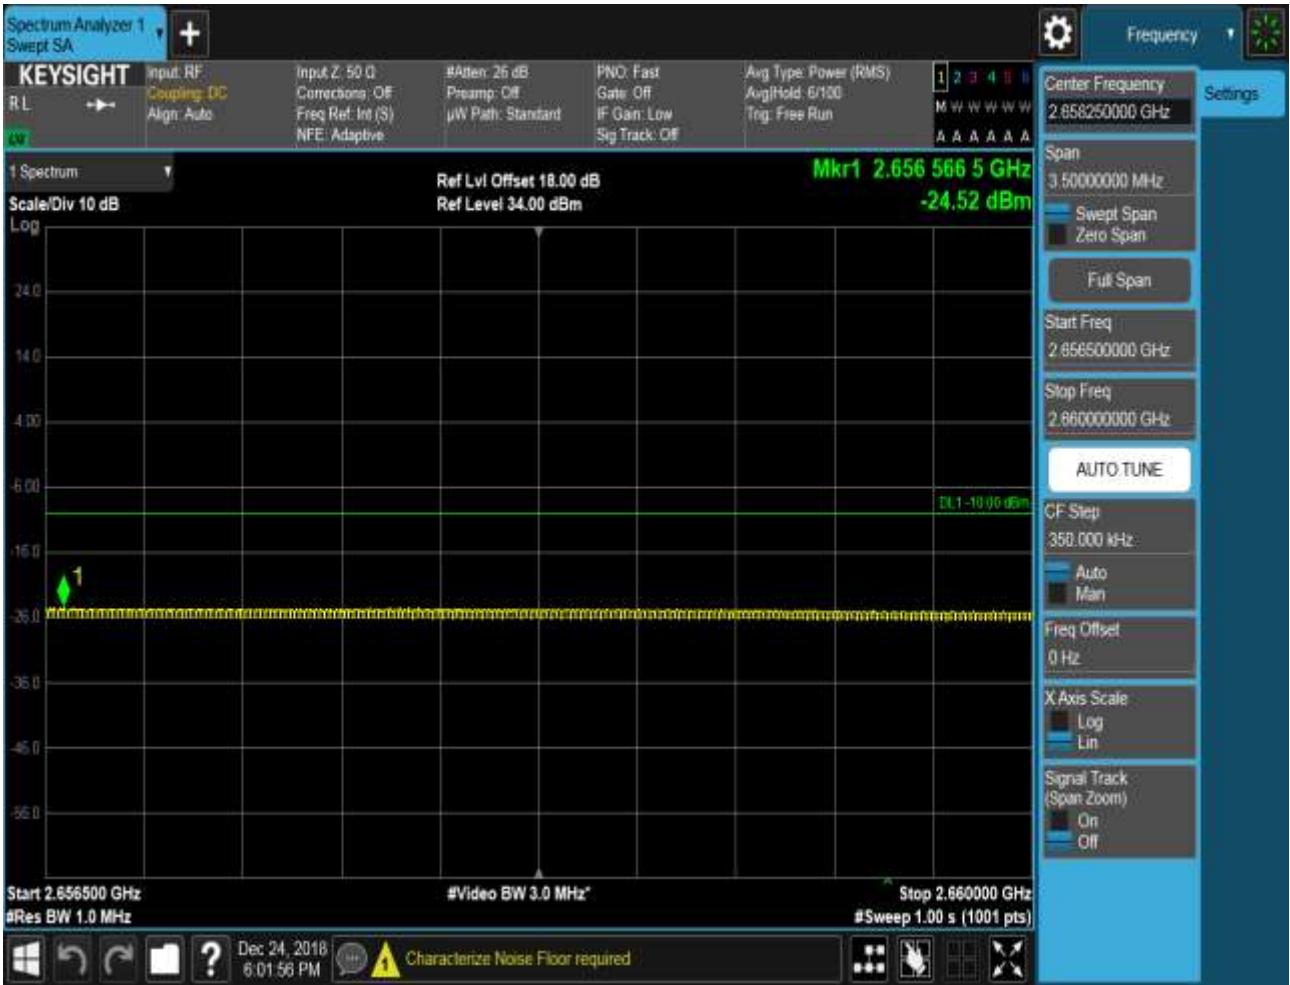 Spectrum Analyzer 1
Swept SA
+
Frequency
KEYSIGHT
RL
LXI
Input: RF
Coupling: DC
Align: Auto
Input Z: 50 Ω
Corrections: Off
Freq Ref: Int (S)
NFE: Adaptive
#Atten: 26 dB
Preamp: Off
µW Path: Standard
PNO: Fast
Gate: Off
IF Gain: Low
Sig Track: Off
Avg Type: Power (RMS)
Avg|Hold: 6/100
Trig: Free Run
1 2 3 4 5 6
M W W W W W
A A A A A A
1 Spectrum
Scale/Div 10 dB
Log
Ref Lvl Offset 18.00 dB
Ref Level 34.00 dBm
Mkr1 2.656 566 5 GHz
-24.52 dBm
24.0
14.0
4.00
-6.00
DL1 -10.00 dBm
-16.0
1
-26.0
-36.0
-46.0
-56.0
Start 2.656500 GHz
#Res BW 1.0 MHz
#Video BW 3.0 MHz*
Stop 2.660000 GHz
#Sweep 1.00 s (1001 pts)
Center Frequency
2.658250000 GHz
Settings
Span
3.50000000 MHz
Swept Span
Zero Span
Full Span
Start Freq
2.656500000 GHz
Stop Freq
2.660000000 GHz
AUTO TUNE
CF Step
350.000 kHz
Auto
Man
Freq Offset
0 Hz
X Axis Scale
Log
Lin
Signal Track
(Span Zoom)
On
Off
?
Dec 24, 2018
6:01:56 PM
Characterize Noise Floor required